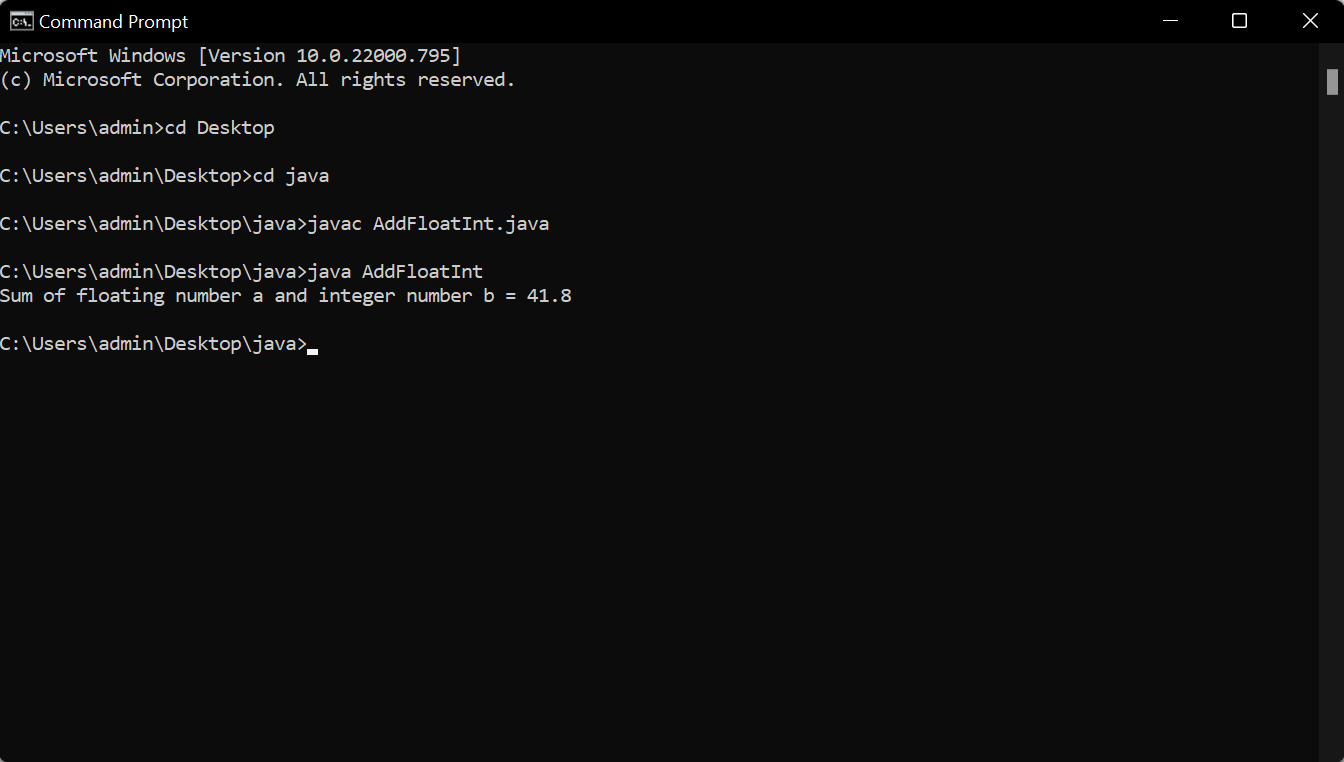 Command Prompt
Microsoft Windows [Version 10.0.22000.795]
(c) Microsoft Corporation. All rights reserved.
C:\Users\admin>cd Desktop
C:\Users\admin\Desktop>cd java
C:\Users\admin\Desktop\java>javac AddFloatInt.java
C:\Users\admin\Desktop\java>java AddFloatInt
Sum of floating number a and integer number b = 41.8
C:\Users\admin\Desktop\java>